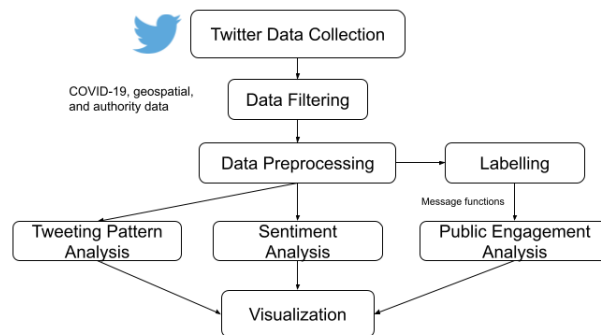 Twitter Data Collection
COVID-19, geospatial,
and authority data
Data Filtering
Data Preprocessing
Labelling
Message functions
Tweeting Pattern
Analysis
Sentiment
Analysis
Public Engagement
Analysis
Visualization